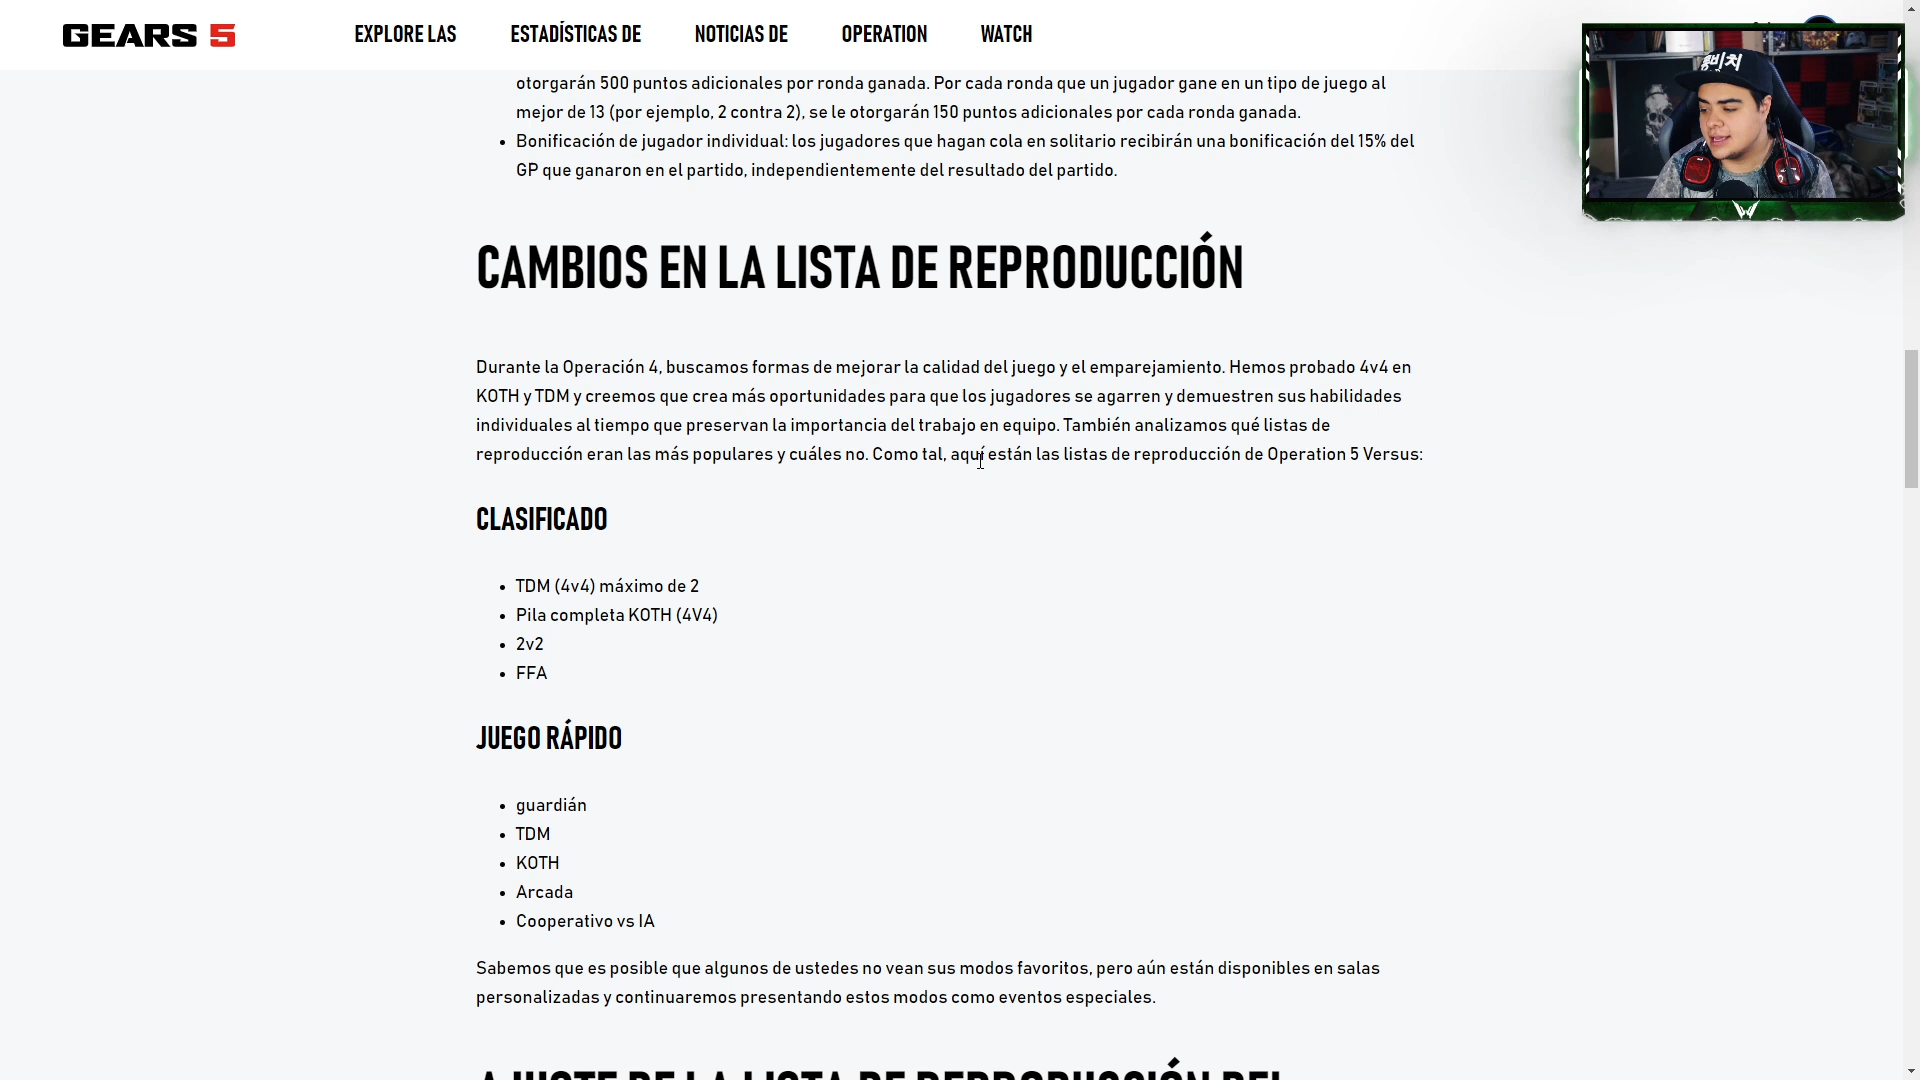 GEARS 5
EXPLORE LAS
ESTADÍSTICAS DE
NOTICIAS DE
OPERATION
WATCH
otorgarán 500 puntos adicionales por ronda ganada. Por cada ronda que un jugador gane en un tipo de juego al
mejor de 13 (por ejemplo, 2 contra 2), se le otorgarán 150 puntos adicionales por cada ronda ganada.
• Bonificación de jugador individual: los jugadores que hagan cola en solitario recibirán una bonificación del 15% del
GP que ganaron en el partido, independientemente del resultado del partido.
CAMBIOS EN LA LISTA DE REPRODUCCIÓN
Durante la Operación 4, buscamos formas de mejorar la calidad del juego y el emparejamiento. Hemos probado 4v4 en
KOTH y TDM y creemos que crea más oportunidades para que los jugadores se agarren y demuestren sus habilidades
individuales al tiempo que preservan la importancia del trabajo en equipo. También analizamos qué listas de
reproducción eran las más populares y cuáles no. Como tal, aquí están las listas de reproducción de Operation 5 Versus:
CLASIFICADO
• TDM (4v4) máximo de 2
• Pila completa KOTH (4V4)
• 2v2
• FFA
JUEGO RÁPIDO
• guardián
• TDM
• KOTH
• Arcada
• Cooperativo vs IA
Sabemos que es posible que algunos de ustedes no vean sus modos favoritos, pero aún están disponibles en salas
personalizadas y continuaremos presentando estos modos como eventos especiales.
AJUSTE DE LA LISTA DE REPRODUCCIÓN DEL